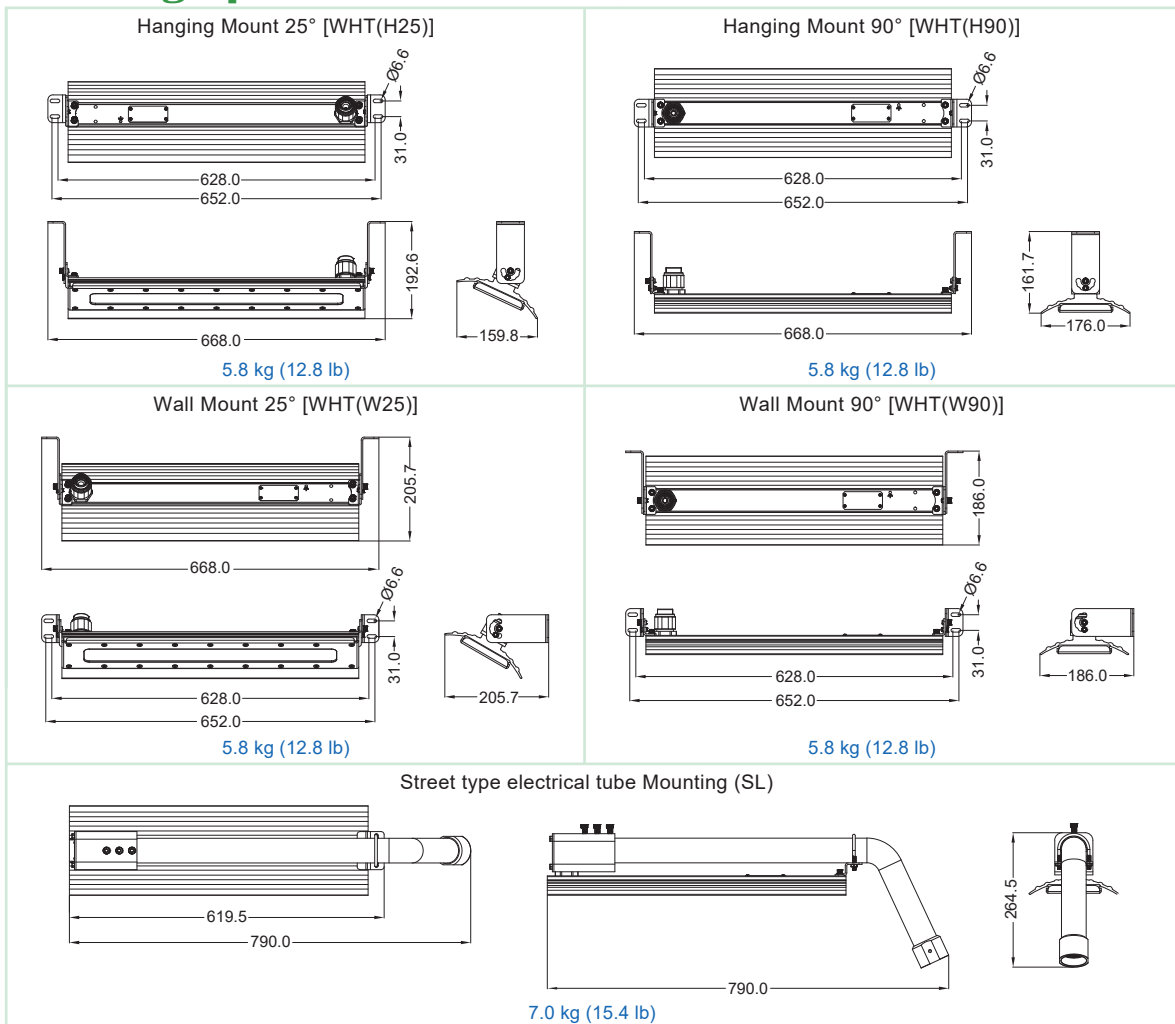 Hanging Mount 25° [WHT(H25)]
Ø6.6
31.0
628.0
652.0
192.6
668.0
159.8
5.8 kg (12.8 lb)
Hanging Mount 90° [WHT(H90)]
Ø6.6
31.0
628.0
652.0
161.7
668.0
176.0
5.8 kg (12.8 lb)
Wall Mount 25° [WHT(W25)]
205.7
668.0
Ø6.6
31.0
628.0
652.0
205.7
5.8 kg (12.8 lb)
Wall Mount 90° [WHT(W90)]
186.0
Ø6.6
31.0
628.0
652.0
186.0
5.8 kg (12.8 lb)
Street type electrical tube Mounting (SL)
619.5
790.0
790.0
264.5
7.0 kg (15.4 lb)